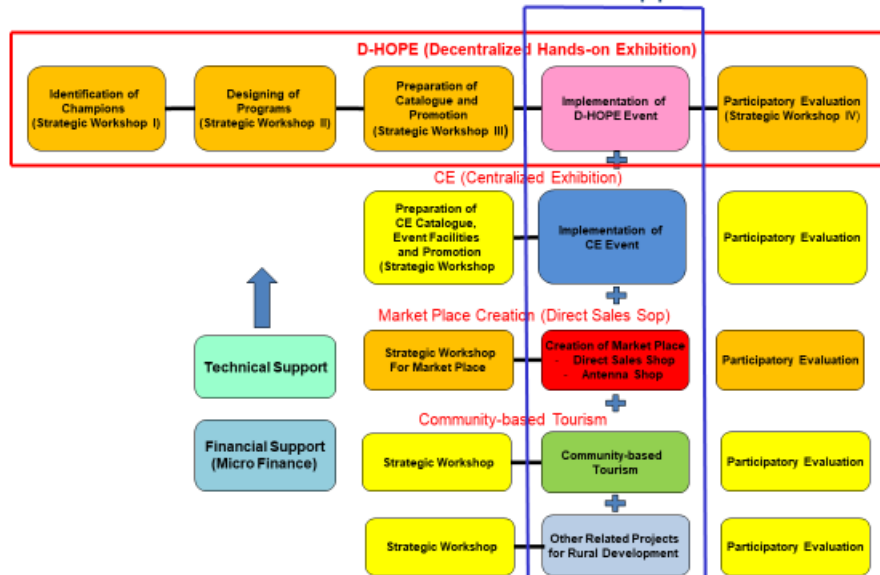 D-HOPE (Decentralized Hands-on Exhibition)
Identification of
Champions
(Strategic Workshop I)
Designing of
Programs
(Strategic Workshop II)
Preparation of
Catalogue and
Promotion
(Strategic Workshop III)
Implementation of
D-HOPE Event
Participatory Evaluation
(Strategic Workshop IV)
CE (Centralized Exhibition)
Preparation of
CE Catalogue,
Event Facilities
and Promotion
(Strategic Workshop
Implementation of
CE Event
Participatory Evaluation
Market Place Creation (Direct Sales Sop)
Strategic Workshop
For Market Place
Creation of Market Place
- Direct Sales Shop
- Antenna Shop
Participatory Evaluation
Technical Support
Community-based Tourism
Financial Support
(Micro Finance)
Strategic Workshop
Community-based
Tourism
Participatory Evaluation
Strategic Workshop
Other Related Projects
for Rural Development
Participatory Evaluation